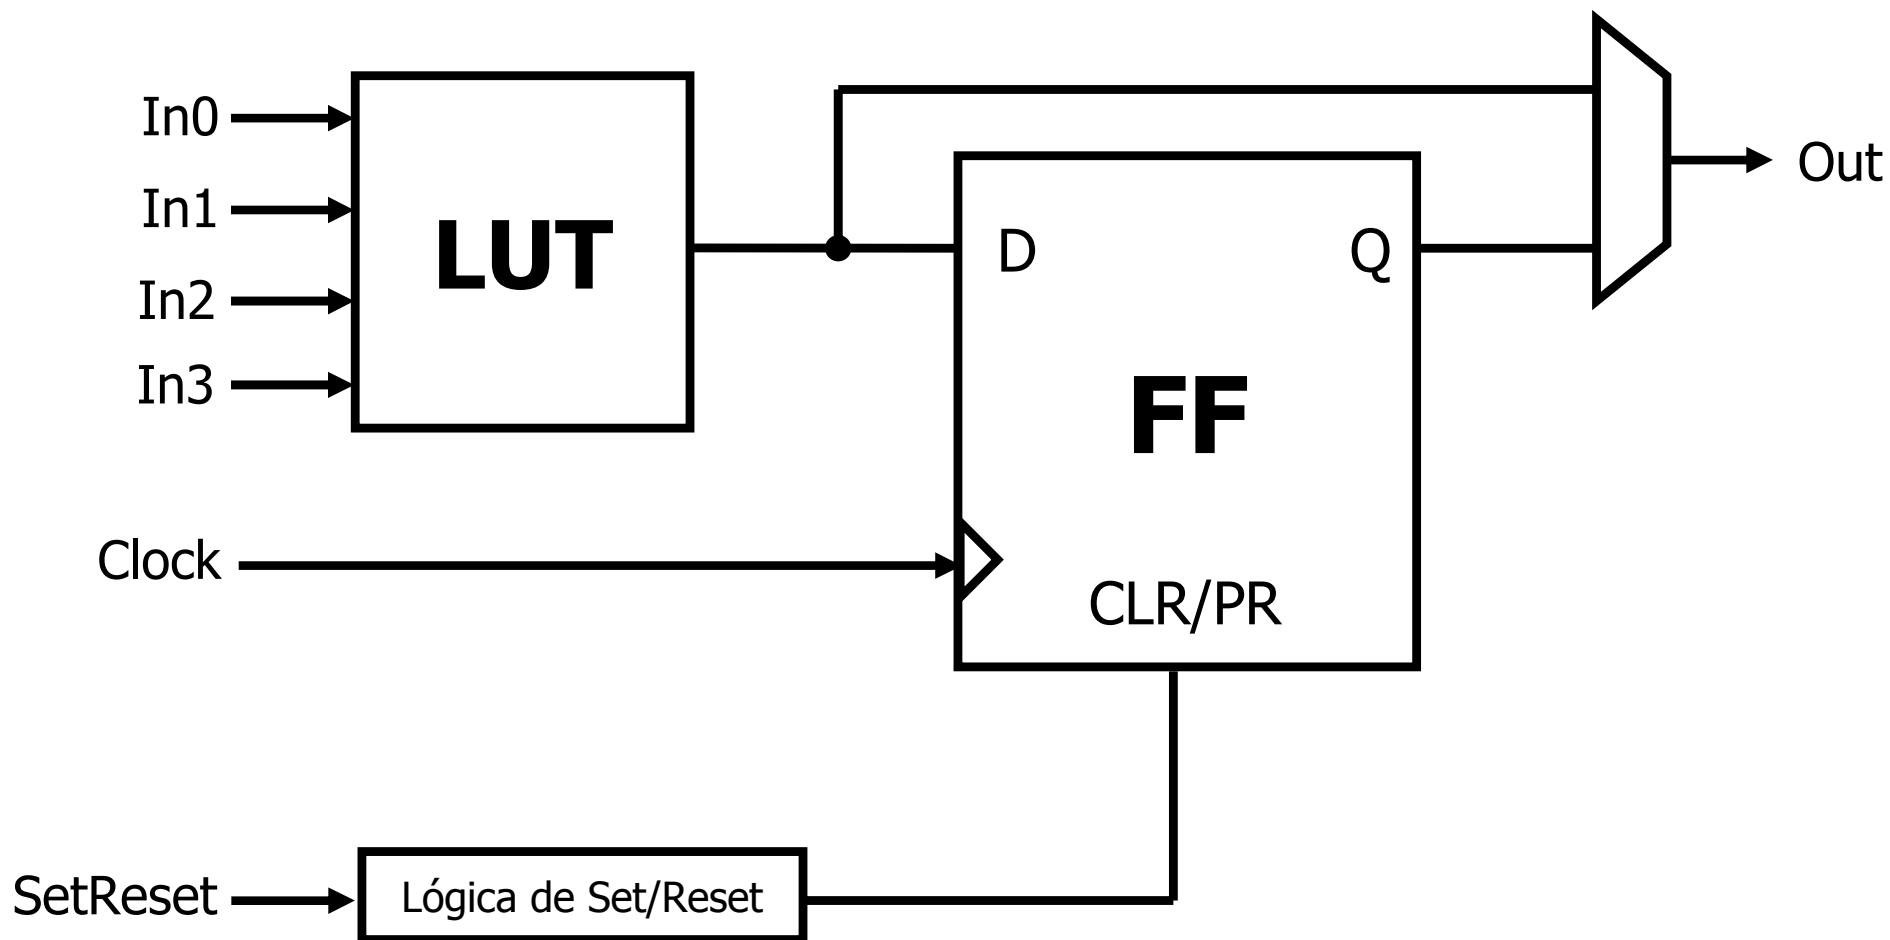 In0
In1
In2
In3
LUT
D
Q
FF
CLR/PR
Out
Clock
SetReset
Lógica de Set/Reset